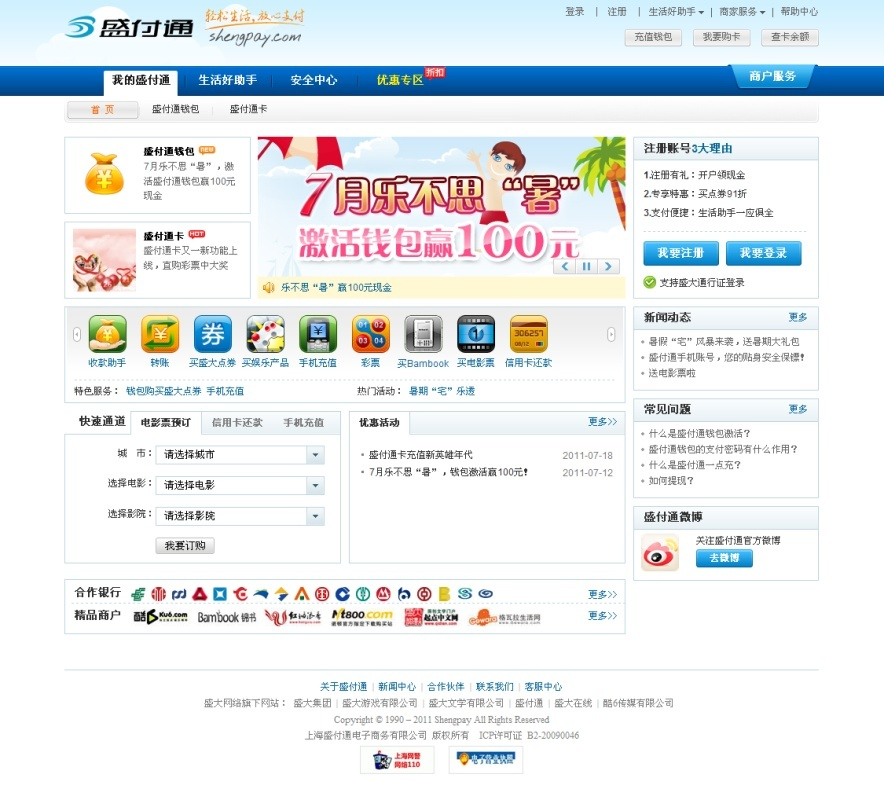 盛付通 轻松生活,放心支付
shengpay.com
登录 | 注册 | 生活好助手 | 商家服务 | 帮助中心
充值钱包 我要购卡 查卡余额
我的盛付通 生活好助手 安全中心 优惠专区 折扣 商户服务
首 页 盛付通钱包 盛付通卡
盛付通钱包 NEW
7月乐不思“暑”,激
活盛付通钱包赢100元
现金
盛付通卡 HOT
盛付通卡又一新功能上
线,直购彩票中大奖
7月乐不思“暑”
激活钱包赢100元
乐不思“暑”赢100元现金
注册账号3大理由
1.注册有礼:开户领现金
2.专享特惠:买点券91折
3.支付便捷:生活助手一应俱全
我要注册 我要登录
支持盛大通行证登录
券 01 02 03 04 306257
收款助手 转账 买盛大点券 买娱乐产品 手机充值 彩票 买Bambook 买电影票 信用卡还款
特色服务: 钱包购买盛大点券 手机充值 热门活动: 暑期“宅”乐透
新闻动态 更多
暑假“宅”风暴来袭,送暑期大礼包
盛付通手机账号,您的贴身安全保镖!
送电影票啦
快速通道 电影票预订 信用卡还款 手机充值
城 市: 请选择城市
选择电影: 请选择电影
选择影院: 请选择影院
我要订购
优惠活动 更多>>
盛付通卡充值新英雄年代 2011-07-18
7月乐不思“暑”,钱包激活赢100元! 2011-07-12
常见问题 更多
什么是盛付通钱包激活?
盛付通钱包的支付密码有什么作用?
什么是盛付通一点充?
如何提现?
盛付通微博
关注盛付通官方微博
去微博
合作银行 更多>>
精品商户 酷6 Ku6.com Bambook 锦书 Nt800.com 起点中文网 www.qidian.com Gewara 格瓦拉生活网 更多>>
关于盛付通 | 新闻中心 | 合作伙伴 | 联系我们 | 客服中心
盛大网络旗下网站: 盛大集团 | 盛大游戏有限公司 | 盛大文学有限公司 | 盛付通 | 盛大在线 | 酷6传媒有限公司
Copyright © 1990 – 2011 Shengpay All Rights Reserved
上海盛付通电子商务有限公司 版权所有 ICP许可证 B2-20090046
上海网警
网络110
电子营业执照